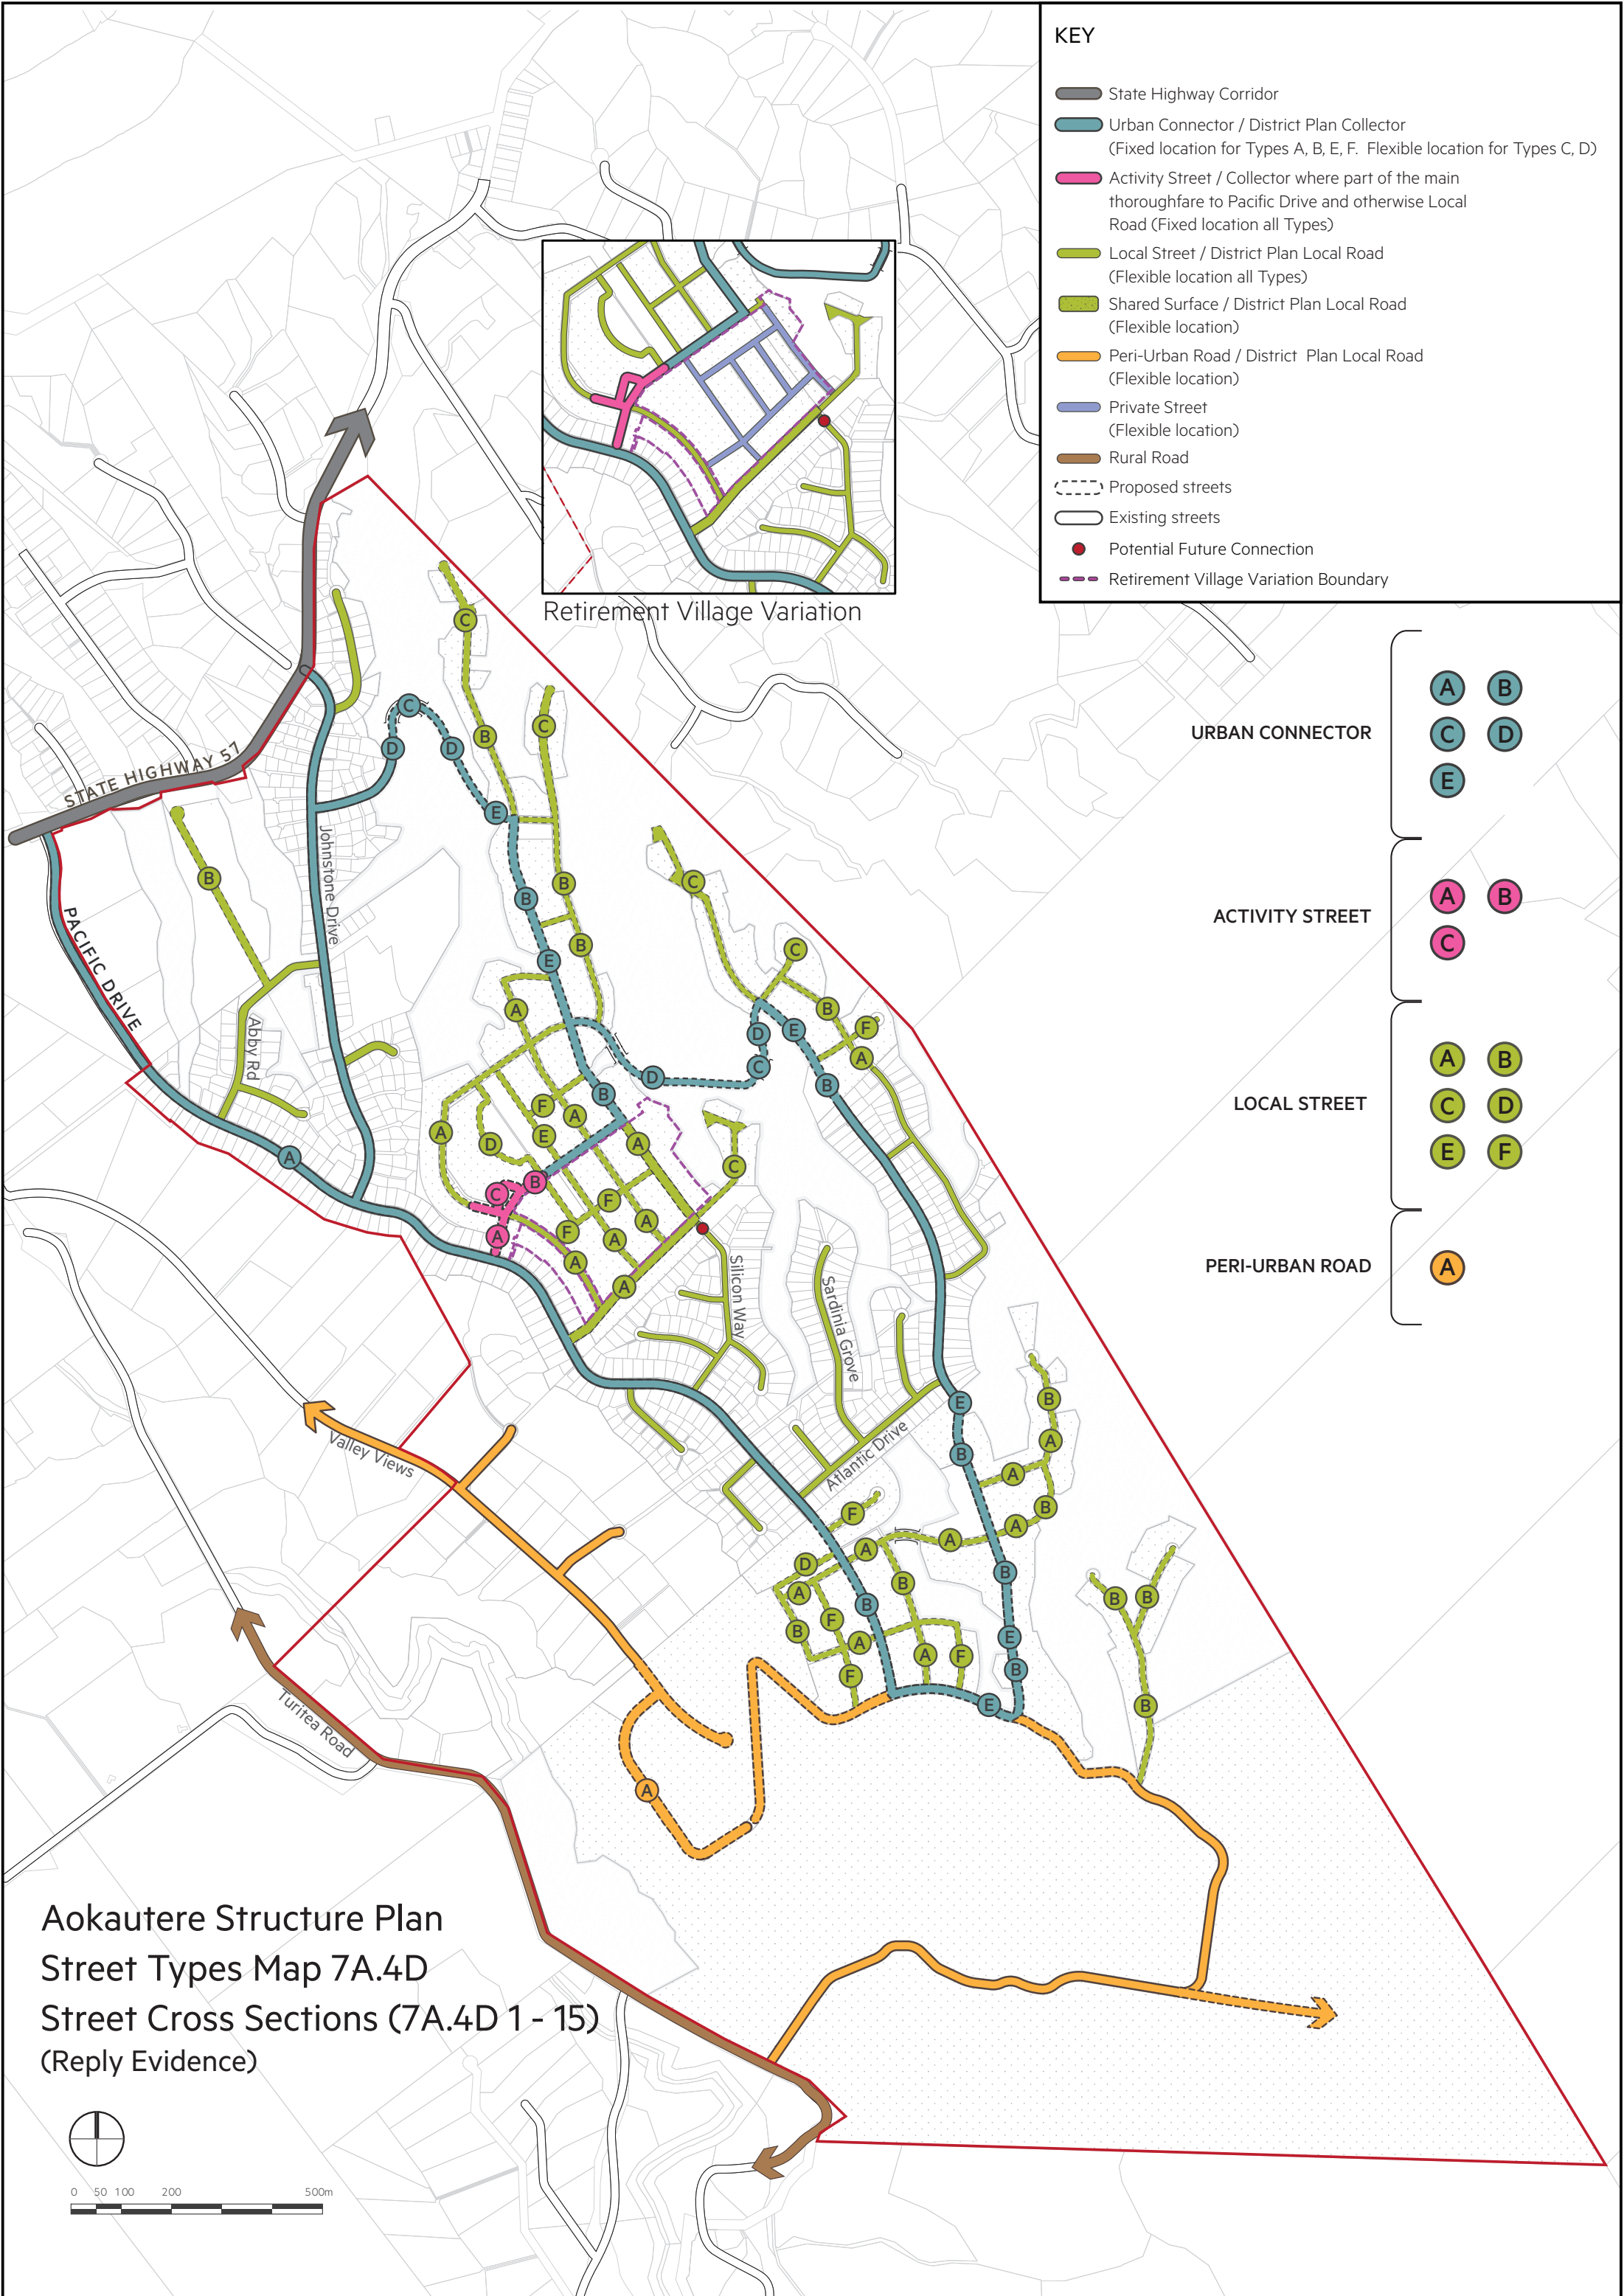 KEY
State Highway Corridor
Urban Connector / District Plan Collector
(Fixed location for Types A, B, E, F.  Flexible location for Types C, D)
Activity Street / Collector where part of the main
thoroughfare to Pacific Drive and otherwise Local
Road (Fixed location all Types)
Local Street / District Plan Local Road
(Flexible location all Types)
Shared Surface / District Plan Local Road
(Flexible location)
Peri-Urban Road / District  Plan Local Road
(Flexible location)
Private Street
(Flexible location)
Rural Road
Proposed streets
Existing streets
Potential Future Connection
Retirement Village Variation Boundary
Retirement Village Variation
URBAN CONNECTOR
A B
C D
E
ACTIVITY STREET
A B
C
LOCAL STREET
A B
C D
E F
PERI-URBAN ROAD
A
C
C
B
C
D
D
E
STATE HIGHWAY 57
Johnstone Drive
B
B
B
B
E
C
PACIFIC DRIVE
Abby Rd
A
C
B
F
D
E
A
C
D
B
B
F
A
A
D
E
A
A
C
B
C
A
F
A
F
A
A
A
A
Silicon Way
Sardinia Grove
Atlantic Drive
Valley Views
E
B
B
A
A
B
A
A
F
A
D
B
B
A
B
F
B
A
A
F
F
E
B
E
B
B
B
A
Turitea Road
Aokautere Structure Plan
Street Types Map 7A.4D
Street Cross Sections (7A.4D 1 - 15)
(Reply Evidence)
0 50 100 200 500m